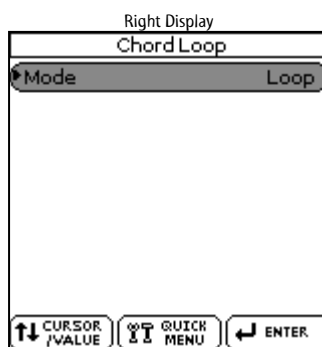 Right Display
Chord Loop
Mode Loop
CURSOR /VALUE QUICK MENU ENTER